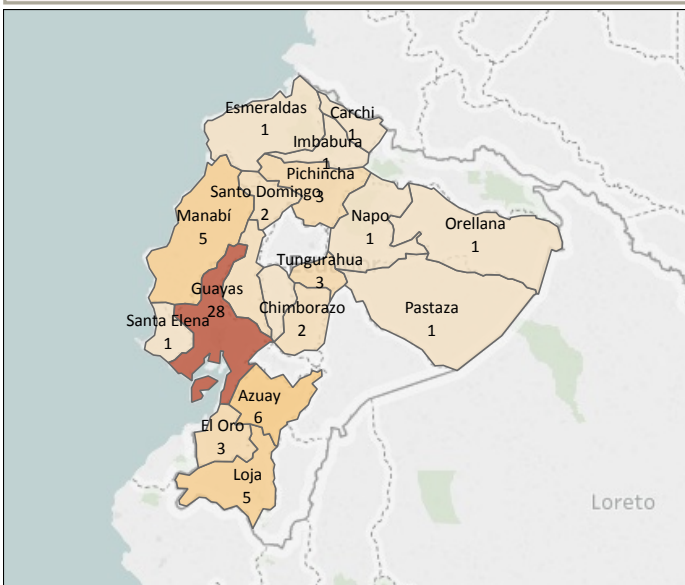 Esmeraldas
1
Carchi
1
Imbabura
1
Pichincha
3
Santo Domingo
2
Manabí
5
Napo
1
Orellana
1
Tungurahua
3
Guayas
28
Chimborazo
2
Pastaza
1
Santa Elena
1
Azuay
6
El Oro
3
Loja
5
Loreto